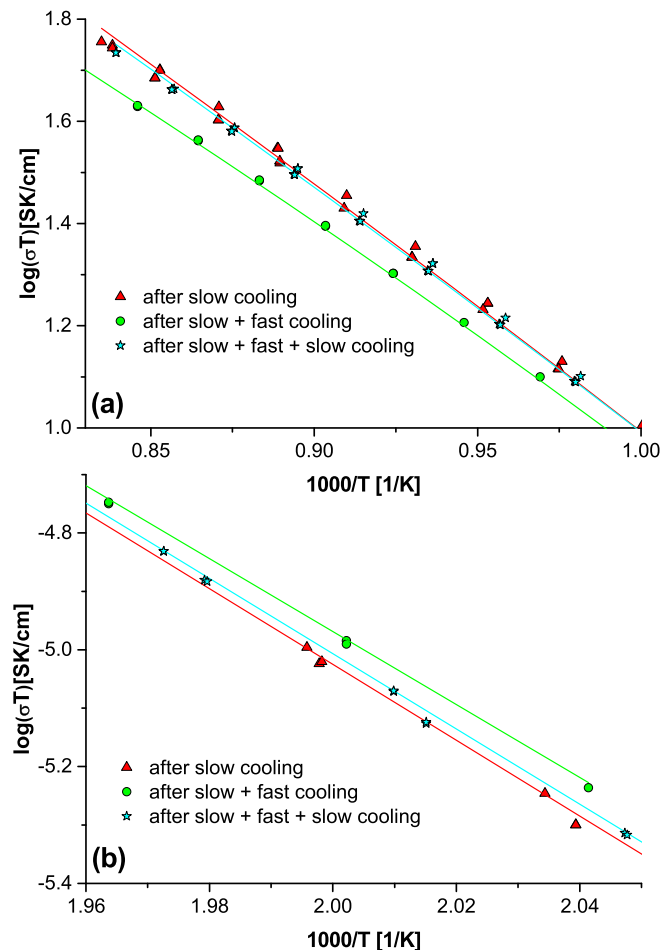 1.8
1.6
1.4
1.2
1.0
log(σT)[SK/cm]
after slow cooling
after slow + fast cooling
after slow + fast + slow cooling
(a)
0.85 0.90 0.95 1.00
1000/T [1/K]
-4.8
-5.0
-5.2
-5.4
log(σT)[SK/cm]
after slow cooling
after slow + fast cooling
after slow + fast + slow cooling
(b)
1.96 1.98 2.00 2.02 2.04
1000/T [1/K]